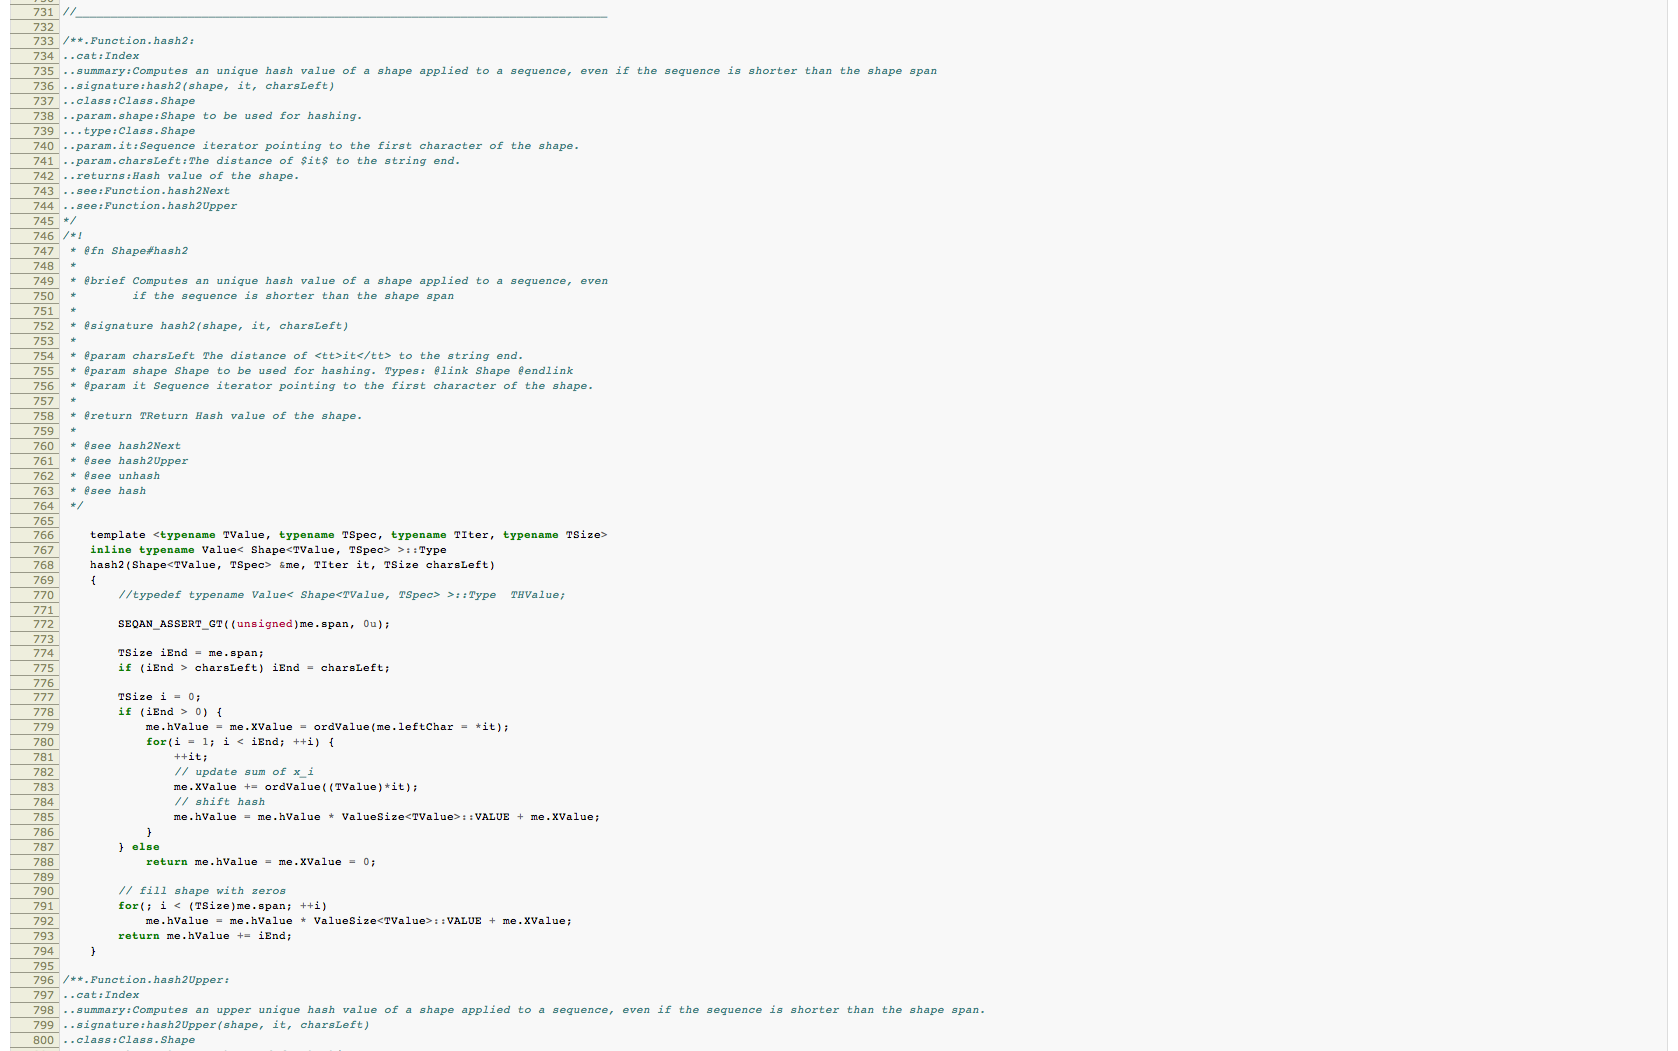 731 //____________________________________________________________________________
732
733 /**.Function.hash2:
734 ..cat:Index
735 ..summary:Computes an unique hash value of a shape applied to a sequence, even if the sequence is shorter than the shape span
736 ..signature:hash2(shape, it, charsLeft)
737 ..class:Class.Shape
738 ..param.shape:Shape to be used for hashing.
739 ...type:Class.Shape
740 ..param.it:Sequence iterator pointing to the first character of the shape.
741 ..param.charsLeft:The distance of $it$ to the string end.
742 ..returns:Hash value of the shape.
743 ..see:Function.hash2Next
744 ..see:Function.hash2Upper
745 */
746 /*!
747  * @fn Shape#hash2
748  *
749  * @brief Computes an unique hash value of a shape applied to a sequence, even
750  *        if the sequence is shorter than the shape span
751  *
752  * @signature hash2(shape, it, charsLeft)
753  *
754  * @param charsLeft The distance of <tt>it</tt> to the string end.
755  * @param shape Shape to be used for hashing. Types: @link Shape @endlink
756  * @param it Sequence iterator pointing to the first character of the shape.
757  *
758  * @return TReturn Hash value of the shape.
759  *
760  * @see hash2Next
761  * @see hash2Upper
762  * @see unhash
763  * @see hash
764  */
765
766     template <typename TValue, typename TSpec, typename TIter, typename TSize>
767     inline typename Value< Shape<TValue, TSpec> >::Type
768     hash2(Shape<TValue, TSpec> &me, TIter it, TSize charsLeft)
769     {
770         //typedef typename Value< Shape<TValue, TSpec> >::Type  THValue;
771
772         SEQAN_ASSERT_GT((unsigned)me.span, 0u);
773
774         TSize iEnd = me.span;
775         if (iEnd > charsLeft) iEnd = charsLeft;
776
777         TSize i = 0;
778         if (iEnd > 0) {
779             me.hValue = me.XValue = ordValue(me.leftChar = *it);
780             for(i = 1; i < iEnd; ++i) {
781                 ++it;
782                 // update sum of x_i
783                 me.XValue += ordValue((TValue)*it);
784                 // shift hash
785                 me.hValue = me.hValue * ValueSize<TValue>::VALUE + me.XValue;
786             }
787         } else
788             return me.hValue = me.XValue = 0;
789
790         // fill shape with zeros
791         for(; i < (TSize)me.span; ++i)
792             me.hValue = me.hValue * ValueSize<TValue>::VALUE + me.XValue;
793         return me.hValue += iEnd;
794     }
795
796 /**.Function.hash2Upper:
797 ..cat:Index
798 ..summary:Computes an upper unique hash value of a shape applied to a sequence, even if the sequence is shorter than the shape span.
799 ..signature:hash2Upper(shape, it, charsLeft)
800 ..class:Class.Shape